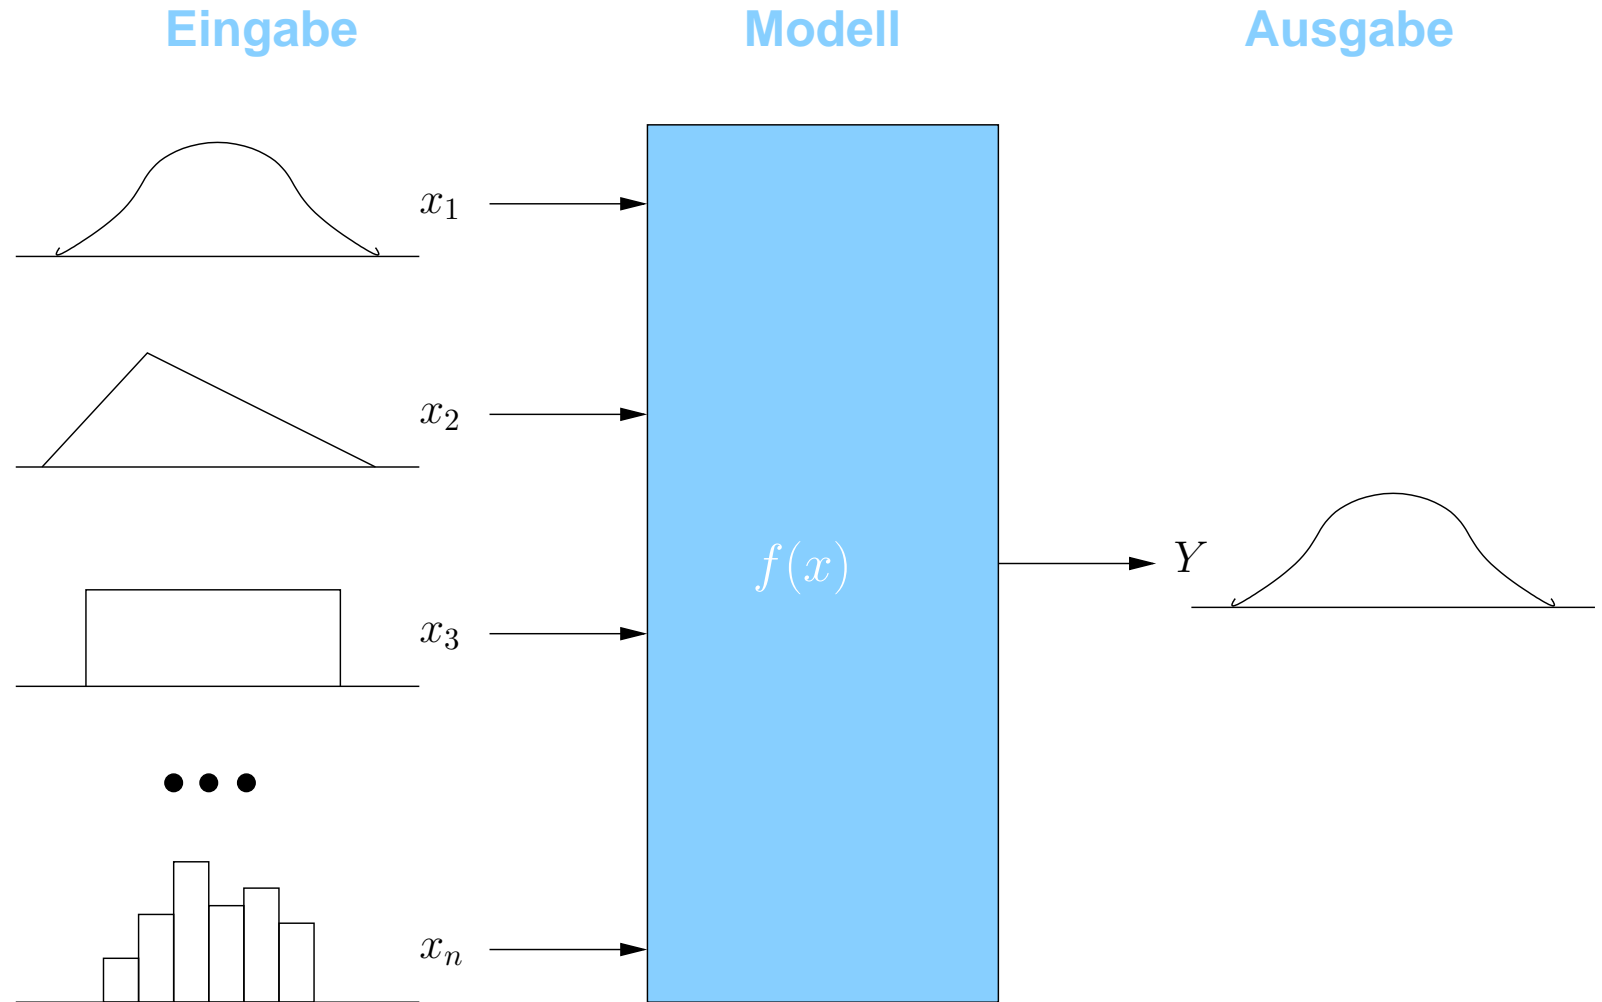 Eingabe Modell Ausgabe
x₁
x₂
f(x)
Y
x₃
xₙ